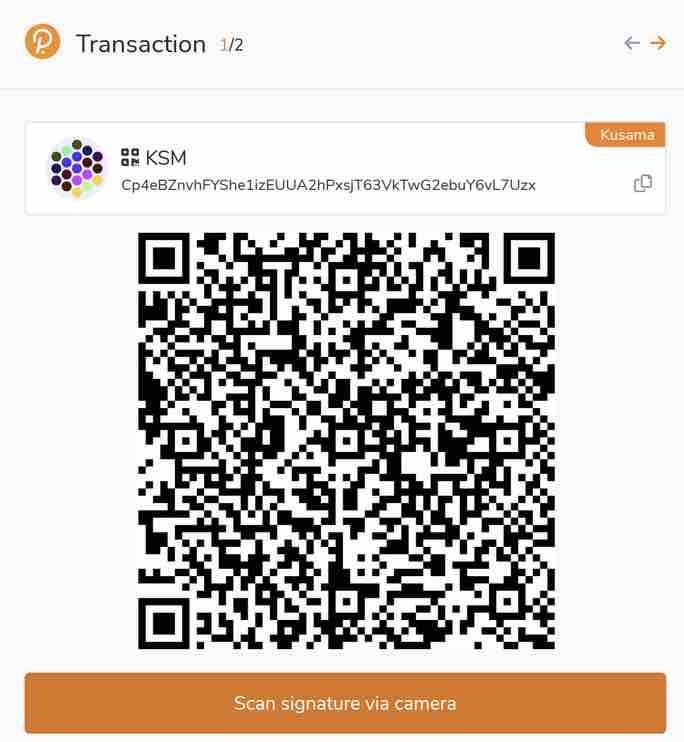 Transaction 1/2
Kusama
KSM
Cp4eBZnvhFYShe1izEUUA2hPxsjT63VkTwG2ebuY6vL7Uzx
Scan signature via camera